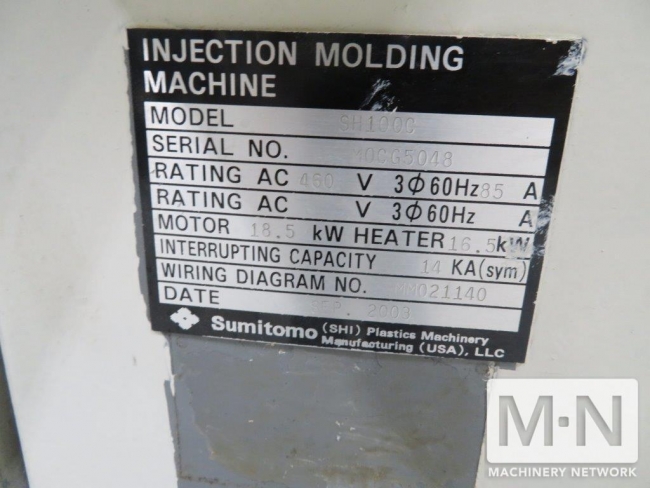 INJECTION MOLDING
MACHINE
MODEL SH100C
SERIAL NO.
RATING AC 460 V 3Φ60Hz 85 A
RATING AC V 3Φ60Hz A
MOTOR 18.5 kW HEATER 16.5 kW
INTERRUPTING CAPACITY 14 KA(sym)
WIRING DIAGRAM NO.
DATE SEP. 2003
Sumitomo (SHI) Plastics Machinery
Manufacturing (USA), LLC
M·N
MACHINERY NETWORK